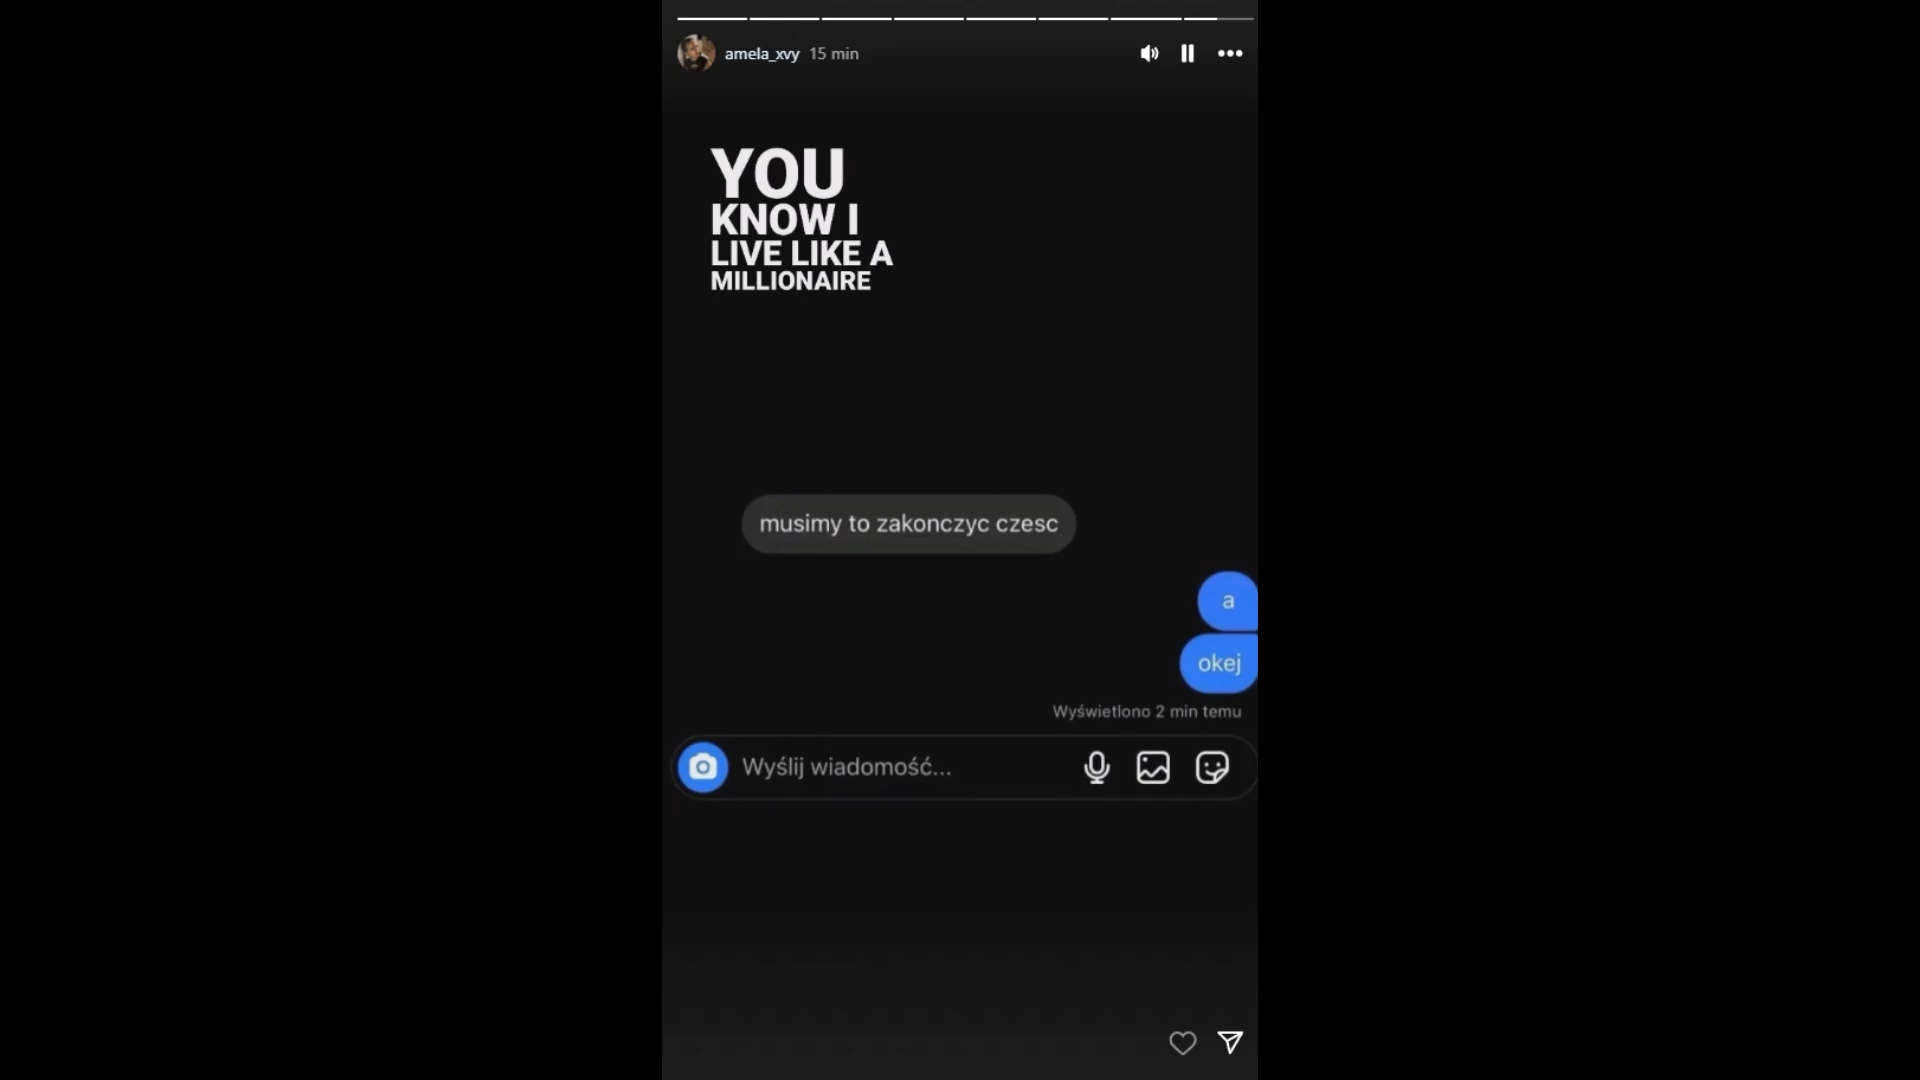 amela_xvy 15 min
YOU
KNOW I
LIVE LIKE A
MILLIONAIRE
musimy to zakonczyc czesc
a
okej
Wyświetlono 2 min temu
Wyślij wiadomość...